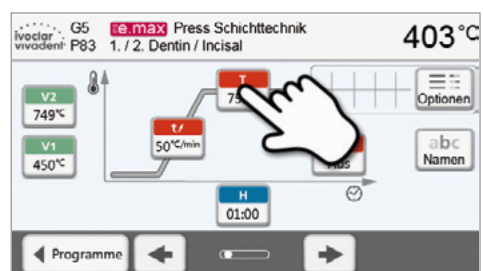 ivoclar vivadent G5 P83
e.max Press Schichttechnik
1. / 2. Dentin / Incisal
403°C
V2
749°C
V1
450°C
t
50°C/min
T
H
01:00
Optionen
abc
Namen
Programme